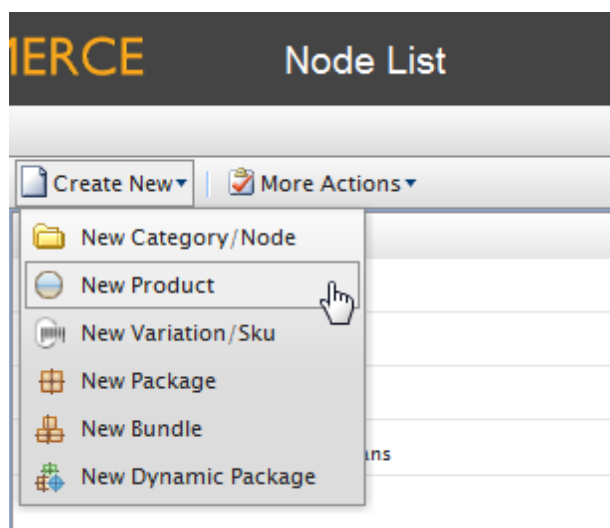 MERCE Node List
Create New More Actions
New Category/Node
New Product
New Variation/Sku
New Package
New Bundle
ans
New Dynamic Package